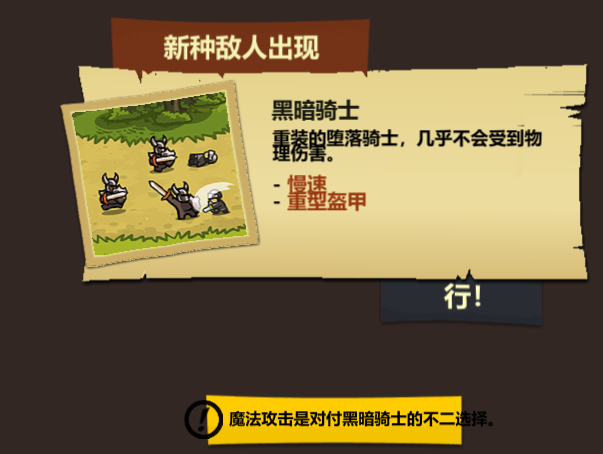 新种敌人出现
黑暗骑士
重装的堕落骑士，几乎不会受到物
理伤害。
- 慢速
- 重型盔甲
行！
魔法攻击是对付黑暗骑士的不二选择。